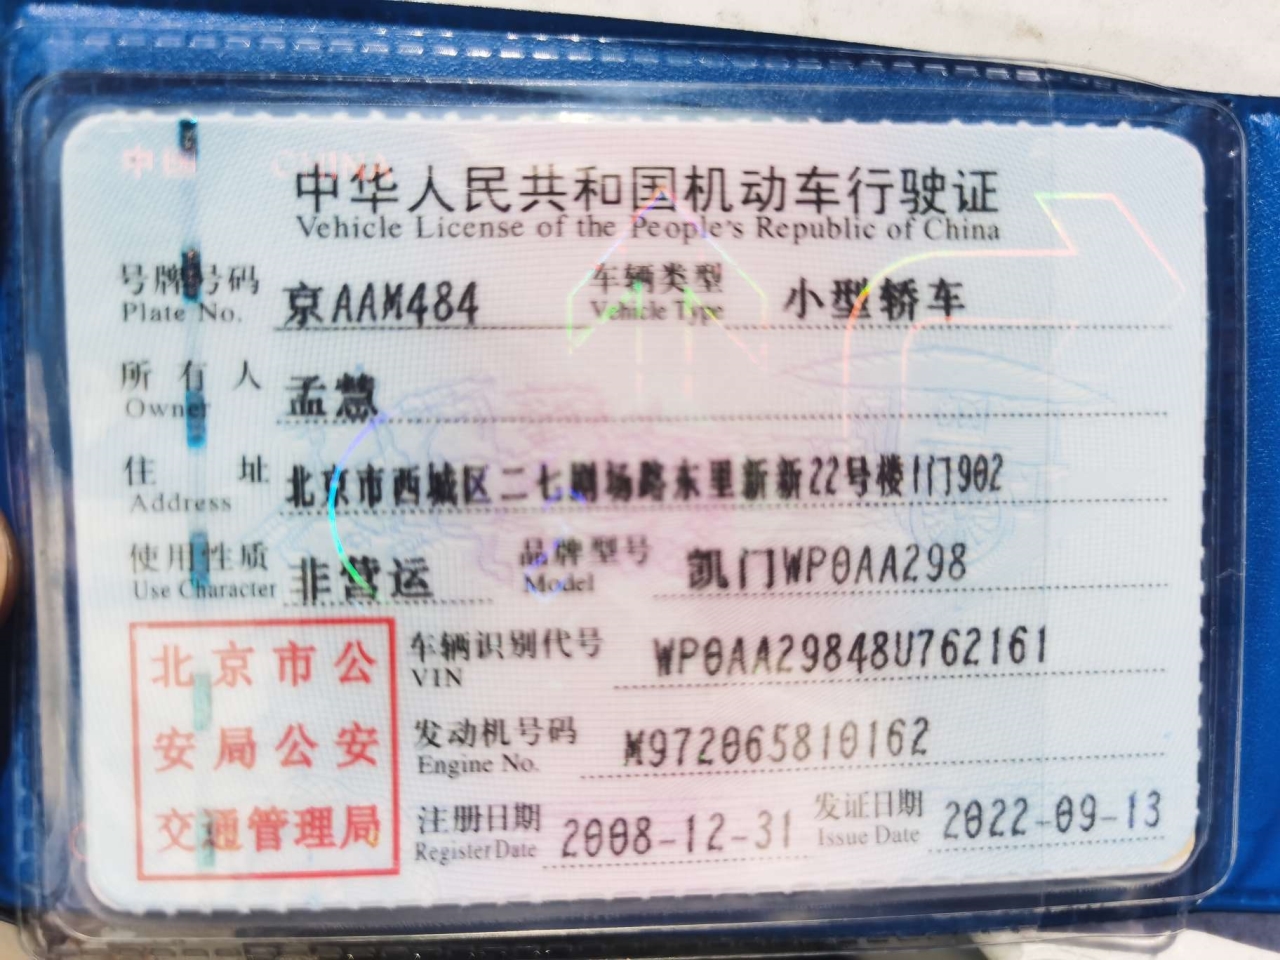 中国 CHINA
中华人民共和国机动车行驶证
Vehicle License of the People's Republic of China
号牌号码 京AAM484 车辆类型 小型轿车
Plate No. Vehicle Type
所有人 孟慧
Owner
住址 北京市西城区二七剧场路东里新新22号楼1门902
Address
使用性质 非营运 品牌型号 凯门WP0AA298
Use Character Model
北京市公
安局公安
交通管理局
车辆识别代号 WP0AA29848U762161
VIN
发动机号码 M972065810162
Engine No.
注册日期 2008-12-31 发证日期 2022-09-13
Register Date Issue Date